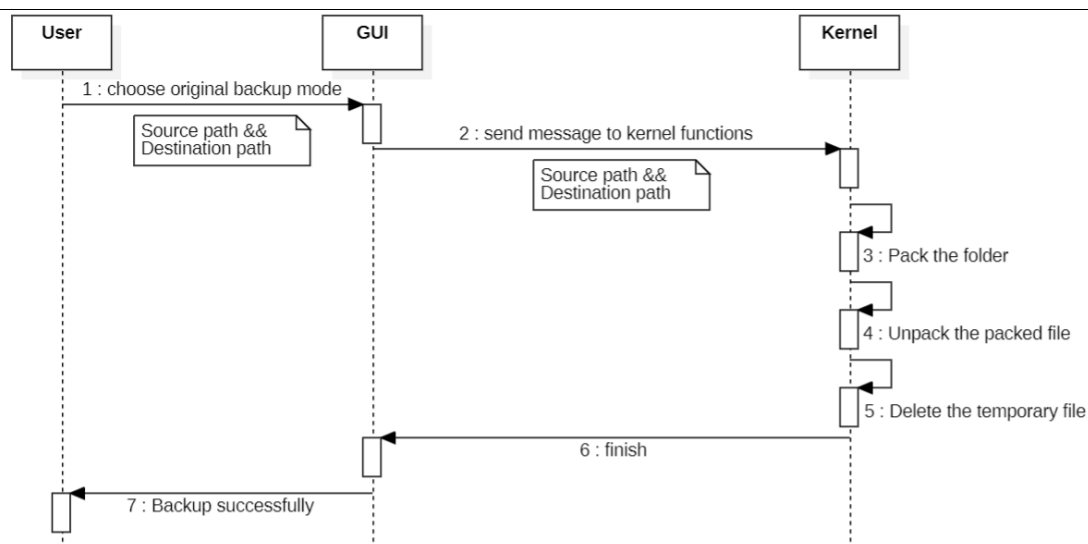 User
GUI
Kernel
1 : choose original backup mode
Source path &&
Destination path
2 : send message to kernel functions
Source path &&
Destination path
3 : Pack the folder
4 : Unpack the packed file
5 : Delete the temporary file
6 : finish
7 : Backup successfully